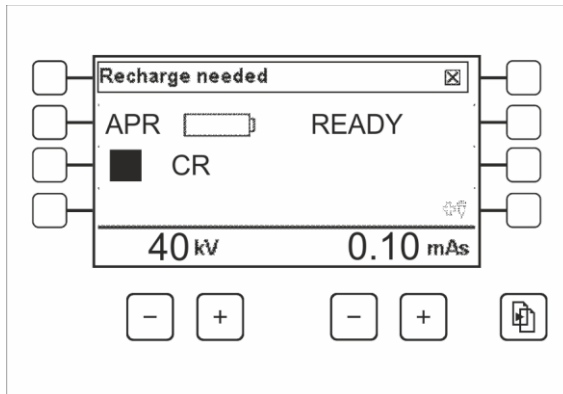 Recharge needed
APR READY
CR
40 kV 0.10 mAs
− + − +